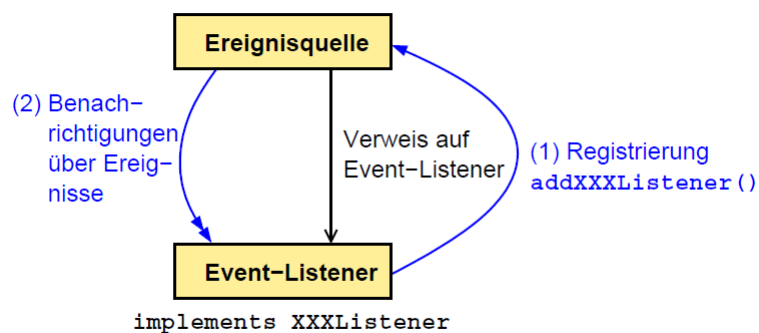 Ereignisquelle
(2) Benach−
richtigungen
über Ereig−
nisse
Verweis auf
Event−Listener
(1) Registrierung
addXXXListener()
Event−Listener
implements XXXListener